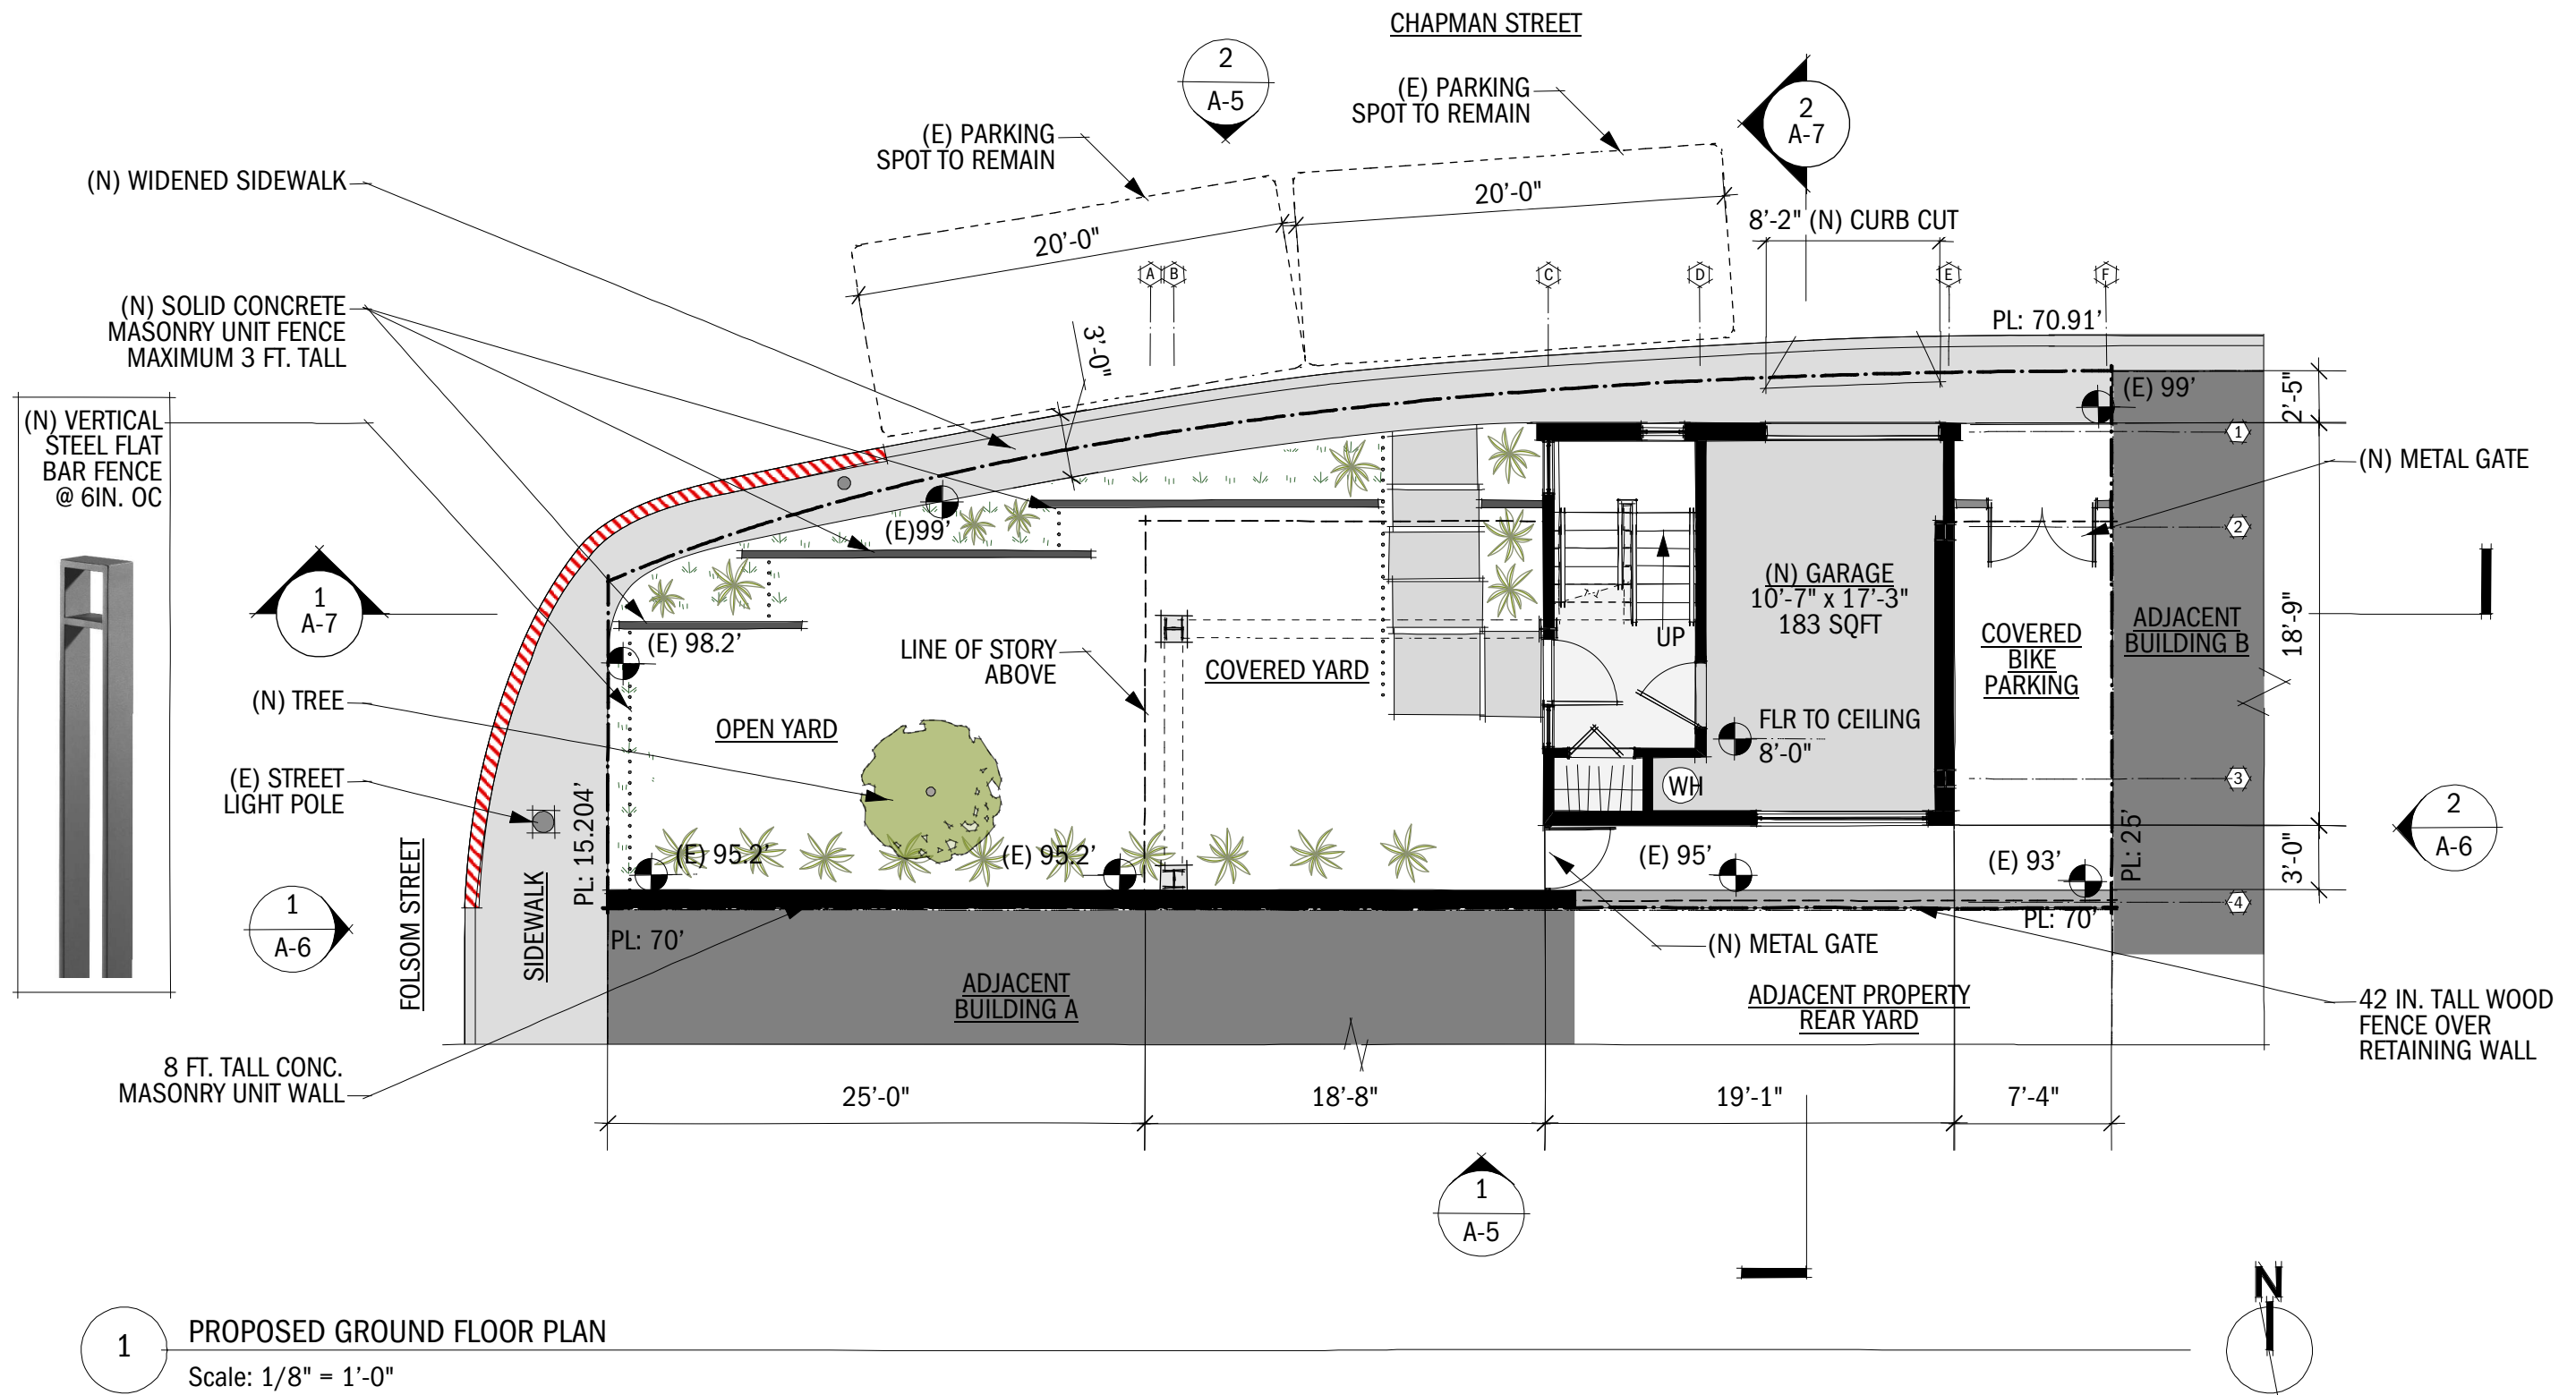 CHAPMAN STREET
2
A-5
(E) PARKING
SPOT TO REMAIN
2
A-7
(E) PARKING
SPOT TO REMAIN
(N) WIDENED SIDEWALK
20'-0"
20'-0"
8'-2" (N) CURB CUT
A
B
C
D
E
F
(N) SOLID CONCRETE
MASONRY UNIT FENCE
MAXIMUM 3 FT. TALL
3'-0"
PL: 70.91'
(E) 99'
2'-5"
(N) VERTICAL
STEEL FLAT
BAR FENCE
@ 6IN. OC
1
(N) METAL GATE
(E)99'
2
1
A-7
(N) GARAGE
10'-7" x 17'-3"
183 SQFT
UP
COVERED
BIKE
PARKING
ADJACENT
BUILDING B
18'-9"
(E) 98.2'
LINE OF STORY
ABOVE
COVERED YARD
(N) TREE
OPEN YARD
FLR TO CEILING
8'-0"
(E) STREET
LIGHT POLE
WH
3
2
A-6
PL: 15.204'
(E) 95.2'
(E) 95.2'
(E) 95'
(E) 93'
PL: 25'
3'-0"
4
1
A-6
FOLSOM STREET
SIDEWALK
PL: 70'
PL: 70'
(N) METAL GATE
ADJACENT
BUILDING A
ADJACENT PROPERTY
REAR YARD
42 IN. TALL WOOD
FENCE OVER
RETAINING WALL
8 FT. TALL CONC.
MASONRY UNIT WALL
25'-0"
18'-8"
19'-1"
7'-4"
1
A-5
N
1
PROPOSED GROUND FLOOR PLAN
Scale: 1/8" = 1'-0"